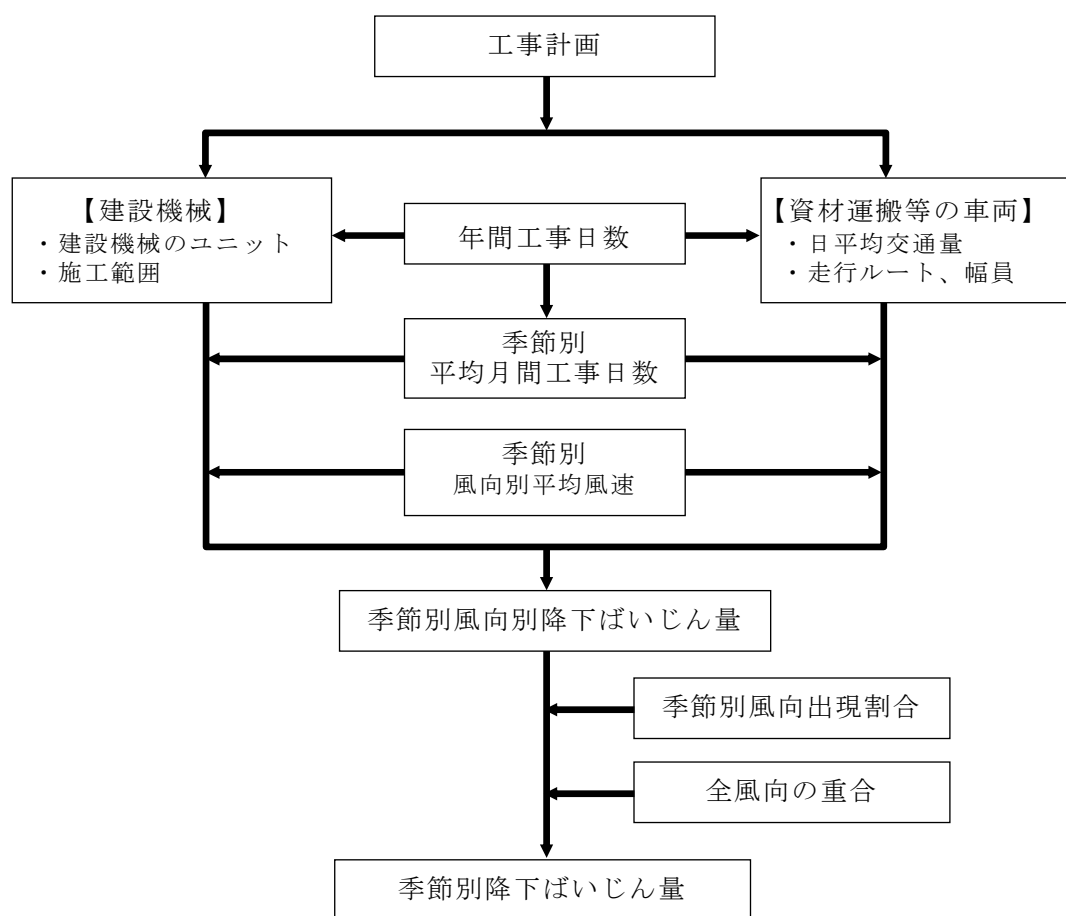 工事計画
【建設機械】
・建設機械のユニット
・施工範囲
年間工事日数
【資材運搬等の車両】
・日平均交通量
・走行ルート、幅員
季節別
平均月間工事日数
季節別
風向別平均風速
季節別風向別降下ばいじん量
季節別風向出現割合
全風向の重合
季節別降下ばいじん量